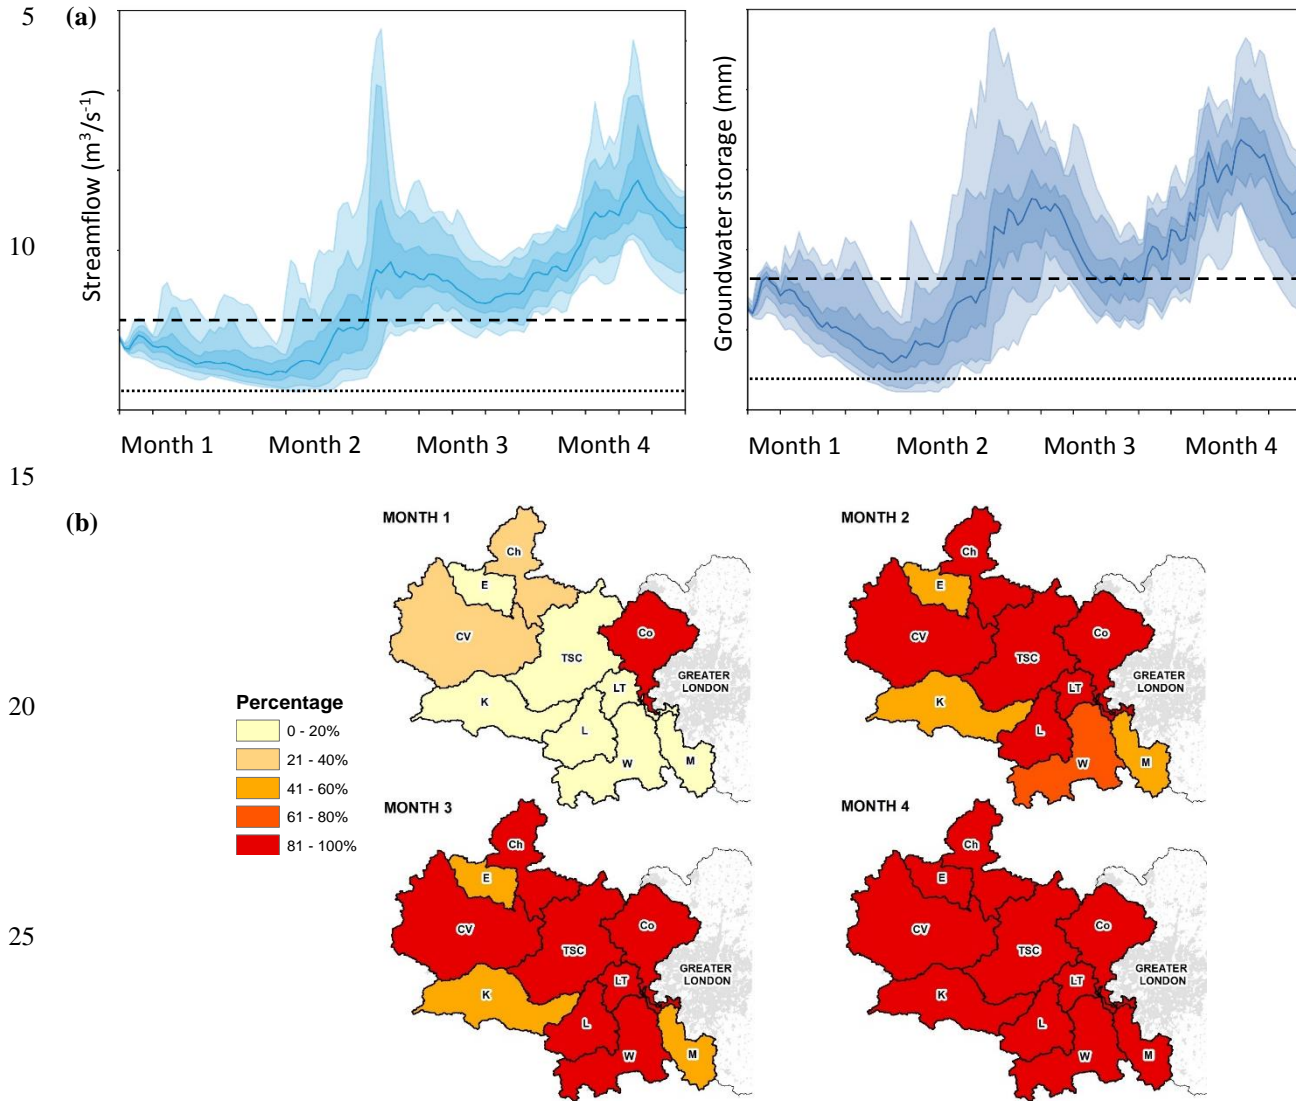 5
(a)
Streamflow (m³/s⁻¹)
Groundwater storage (mm)
10
Month 1 Month 2 Month 3 Month 4
Month 1 Month 2 Month 3 Month 4
15
(b)
MONTH 1
Ch
E
CV
Co
TSC
GREATER
LONDON
LT
K
L
W
M
MONTH 2
Ch
E
CV
Co
TSC
GREATER
LONDON
LT
K
L
W
M
20
Percentage
0 - 20%
21 - 40%
41 - 60%
61 - 80%
81 - 100%
MONTH 3
Ch
E
CV
Co
TSC
GREATER
LONDON
LT
K
L
W
M
MONTH 4
Ch
E
CV
Co
TSC
GREATER
LONDON
LT
K
L
W
M
25